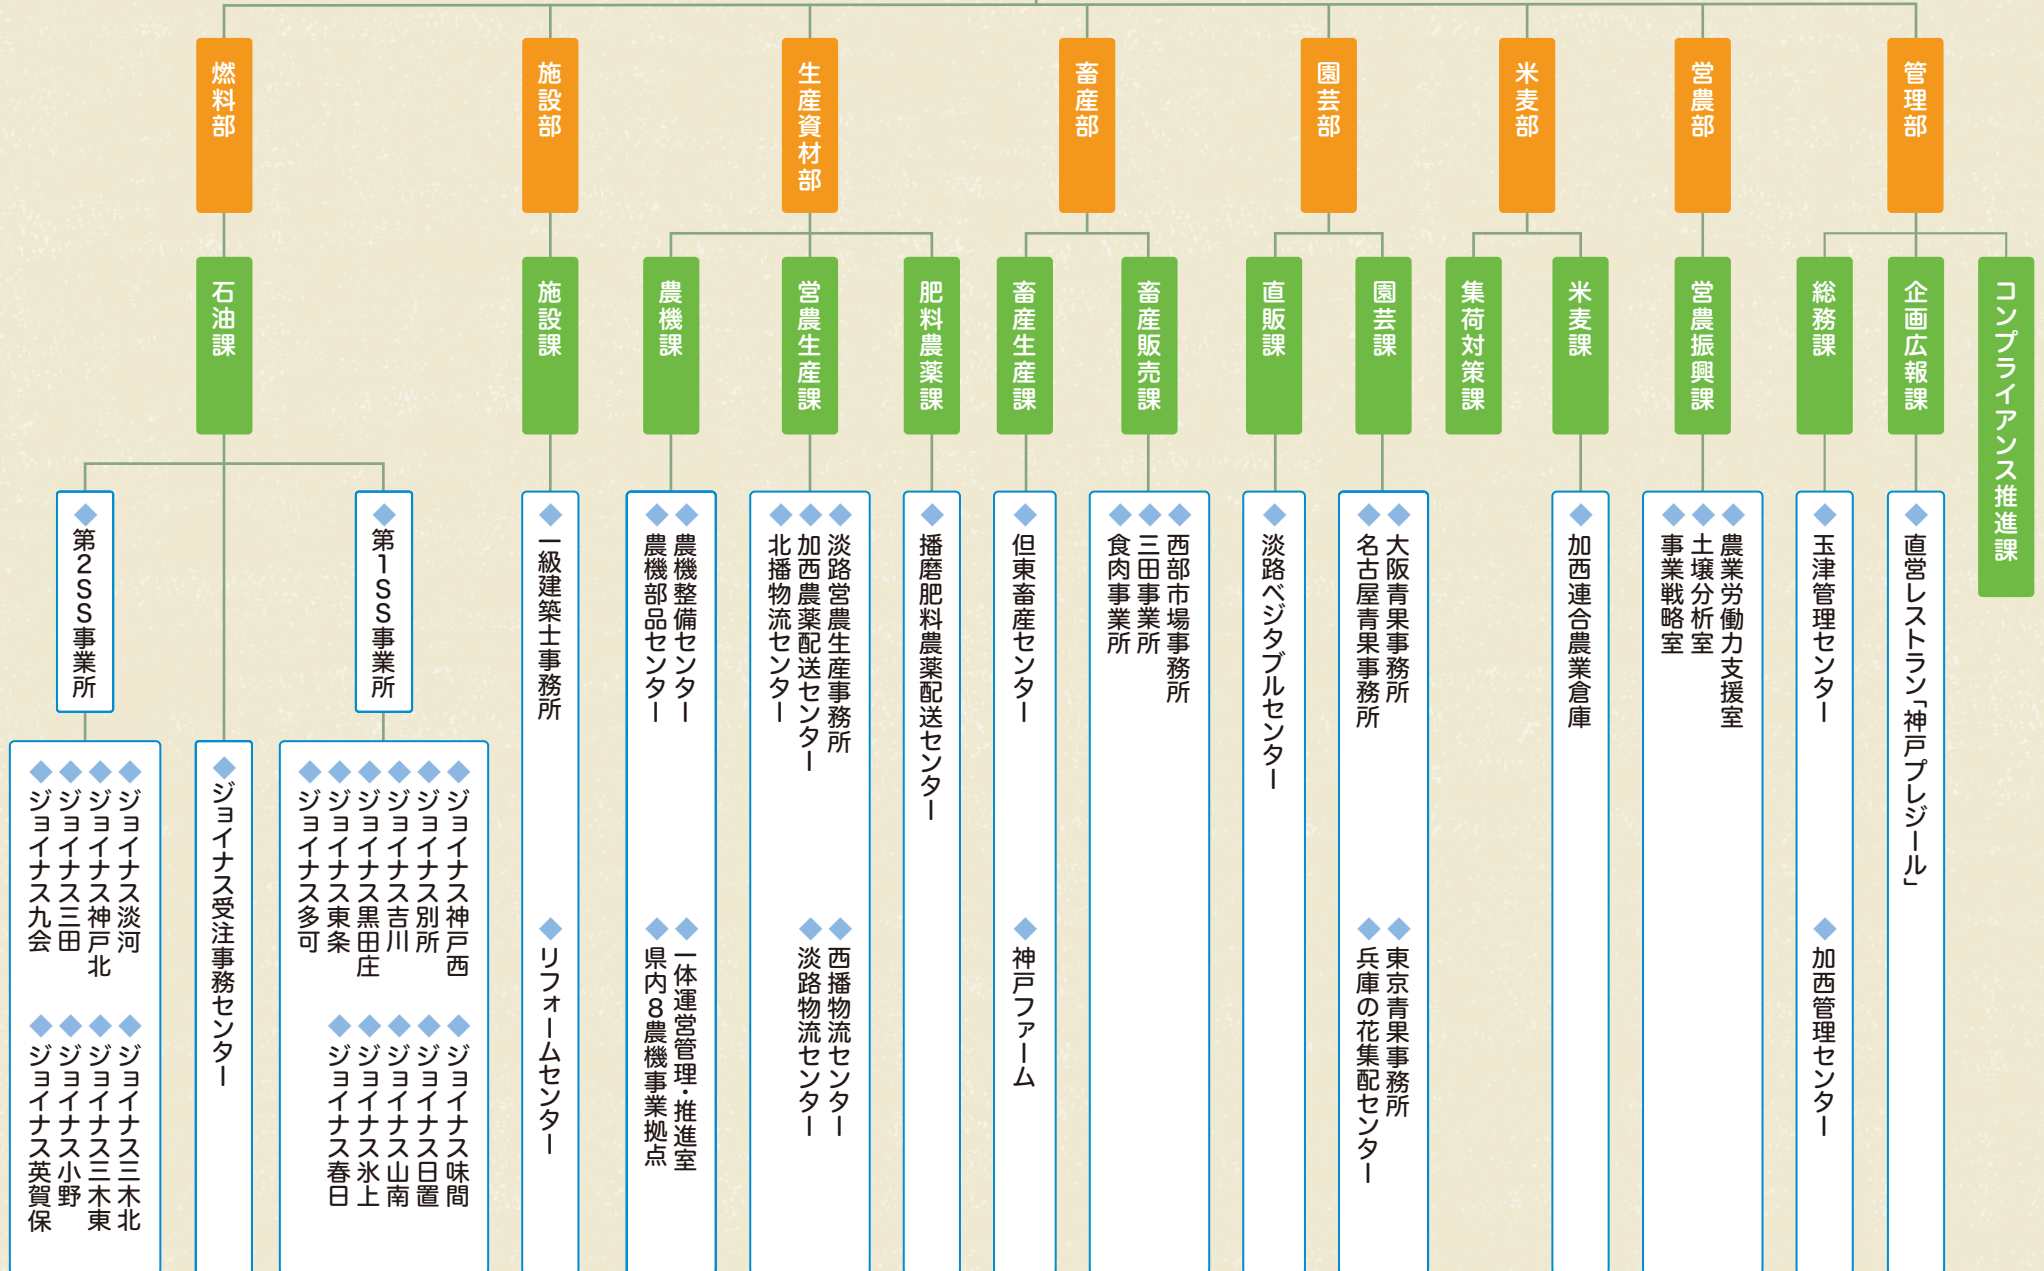 管理部
営農部
米麦部
園芸部
畜産部
生産資材部
施設部
燃料部
コンプライアンス推進課
企画広報課
総務課
営農振興課
米麦課
集荷対策課
園芸課
直販課
畜産販売課
畜産生産課
肥料農薬課
営農生産課
農機課
施設課
石油課
◆直営レストラン「神戸プレジール」
◆玉津管理センター
◆加西管理センター
◆農業労働力支援室
◆土壌分析室
◆事業戦略室
◆加西連合農業倉庫
◆大阪青果事務所
◆名古屋青果事務所
◆東京青果事務所
◆兵庫の花集配センター
◆淡路ベジタブルセンター
◆西部市場事務所
◆三田事業所
◆食肉事業所
◆但東畜産センター
◆神戸ファーム
◆播磨肥料農薬配送センター
◆淡路営農生産事務所
◆加西農薬配送センター
◆北播物流センター
◆西播物流センター
◆淡路物流センター
◆農機整備センター
◆農機部品センター
◆一体運営管理・推進室
◆県内8農機事業拠点
◆一級建築士事務所
◆リフォームセンター
◆第1SS事業所
◆ジョイナス神戸西
◆ジョイナス別所
◆ジョイナス吉川
◆ジョイナス黒田庄
◆ジョイナス東条
◆ジョイナス多可
◆ジョイナス味間
◆ジョイナス日置
◆ジョイナス山南
◆ジョイナス氷上
◆ジョイナス春日
◆ジョイナス受注事務センター
◆第2SS事業所
◆ジョイナス淡河
◆ジョイナス神戸北
◆ジョイナス三田
◆ジョイナス九会
◆ジョイナス三木北
◆ジョイナス三木東
◆ジョイナス小野
◆ジョイナス英賀保